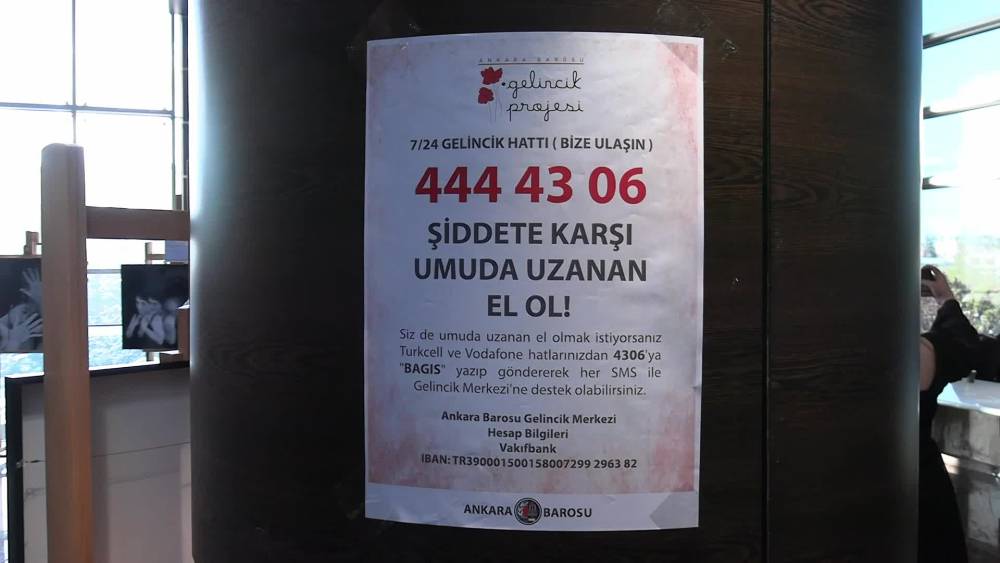 ANKARA BAROSU
gelincik
projesi
7/24 GELİNCİK HATTI ( BİZE ULAŞIN )
444 43 06
ŞİDDETE KARŞI
UMUDA UZANAN
EL OL!
Siz de umuda uzanan el olmak istiyorsanız
Turkcell ve Vodafone hatlarınızdan 4306'ya
"BAGIS" yazıp göndererek her SMS ile
Gelincik Merkezi'ne destek olabilirsiniz.
Ankara Barosu Gelincik Merkezi
Hesap Bilgileri
Vakıfbank
IBAN: TR390001500158007299 2963 82
ANKARA BAROSU